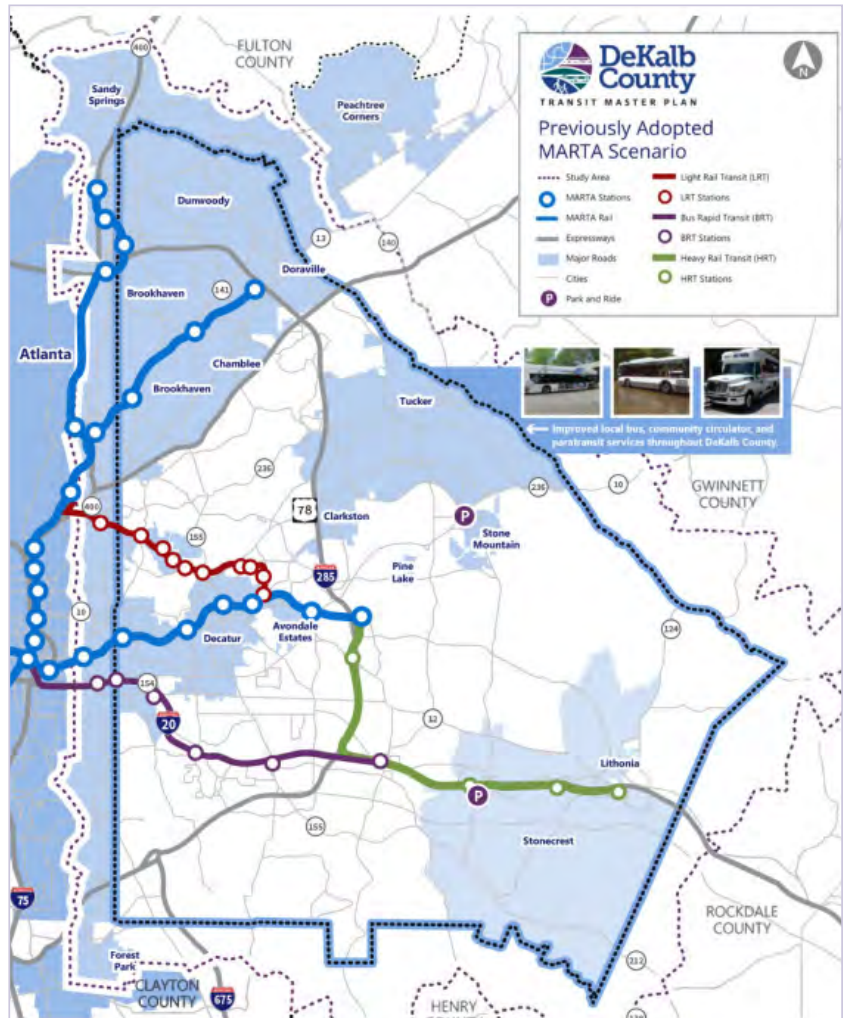 400
FULTON
COUNTY
Sandy
Springs
Peachtree
Corners
DeKalb
County
TRANSIT MASTER PLAN
N
Previously Adopted
MARTA Scenario
Study Area
Light Rail Transit (LRT)
MARTA Stations
LRT Stations
MARTA Rail
Bus Rapid Transit (BRT)
Expressways
BRT Stations
Major Roads
Heavy Rail Transit (HRT)
Cities
HRT Stations
P
Park and Ride
Dunwoody
13
140
Doraville
Brookhaven
141
Atlanta
Chamblee
Brookhaven
Tucker
Improved local bus, community circulator, and
paratransit services throughout DeKalb County.
236
236
10
GWINNETT
COUNTY
400
78
Clarkston
P
Stone
Mountain
155
Pine
Lake
285
10
Decatur
Avondale
Estates
124
154
20
12
Lithonia
P
155
Stonecrest
75
ROCKDALE
COUNTY
Forest
Park
212
CLAYTON
COUNTY
675
HENRY